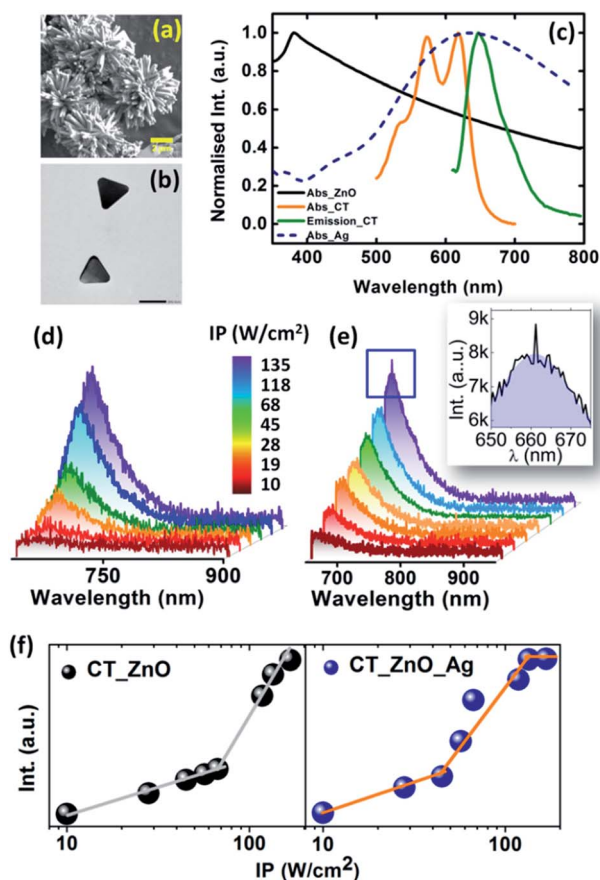 (a)
2μm
(b)
(c)
Normalised Int. (a.u.)
1.0
0.8
0.6
0.4
0.2
0.0
Abs_ZnO
Abs_CT
Emission_CT
Abs_Ag
400 500 600 700 800
Wavelength (nm)
(d)
IP (W/cm²)
135
118
68
45
28
19
10
750 900
Wavelength (nm)
(e)
700 800 900
Wavelength (nm)
Int. (a..u.)
9k
8k
7k
6k
650 660 670
λ (nm)
(f)
CT_ZnO
CT_ZnO_Ag
Int. (a.u.)
10 100 10 100
IP (W/cm²)